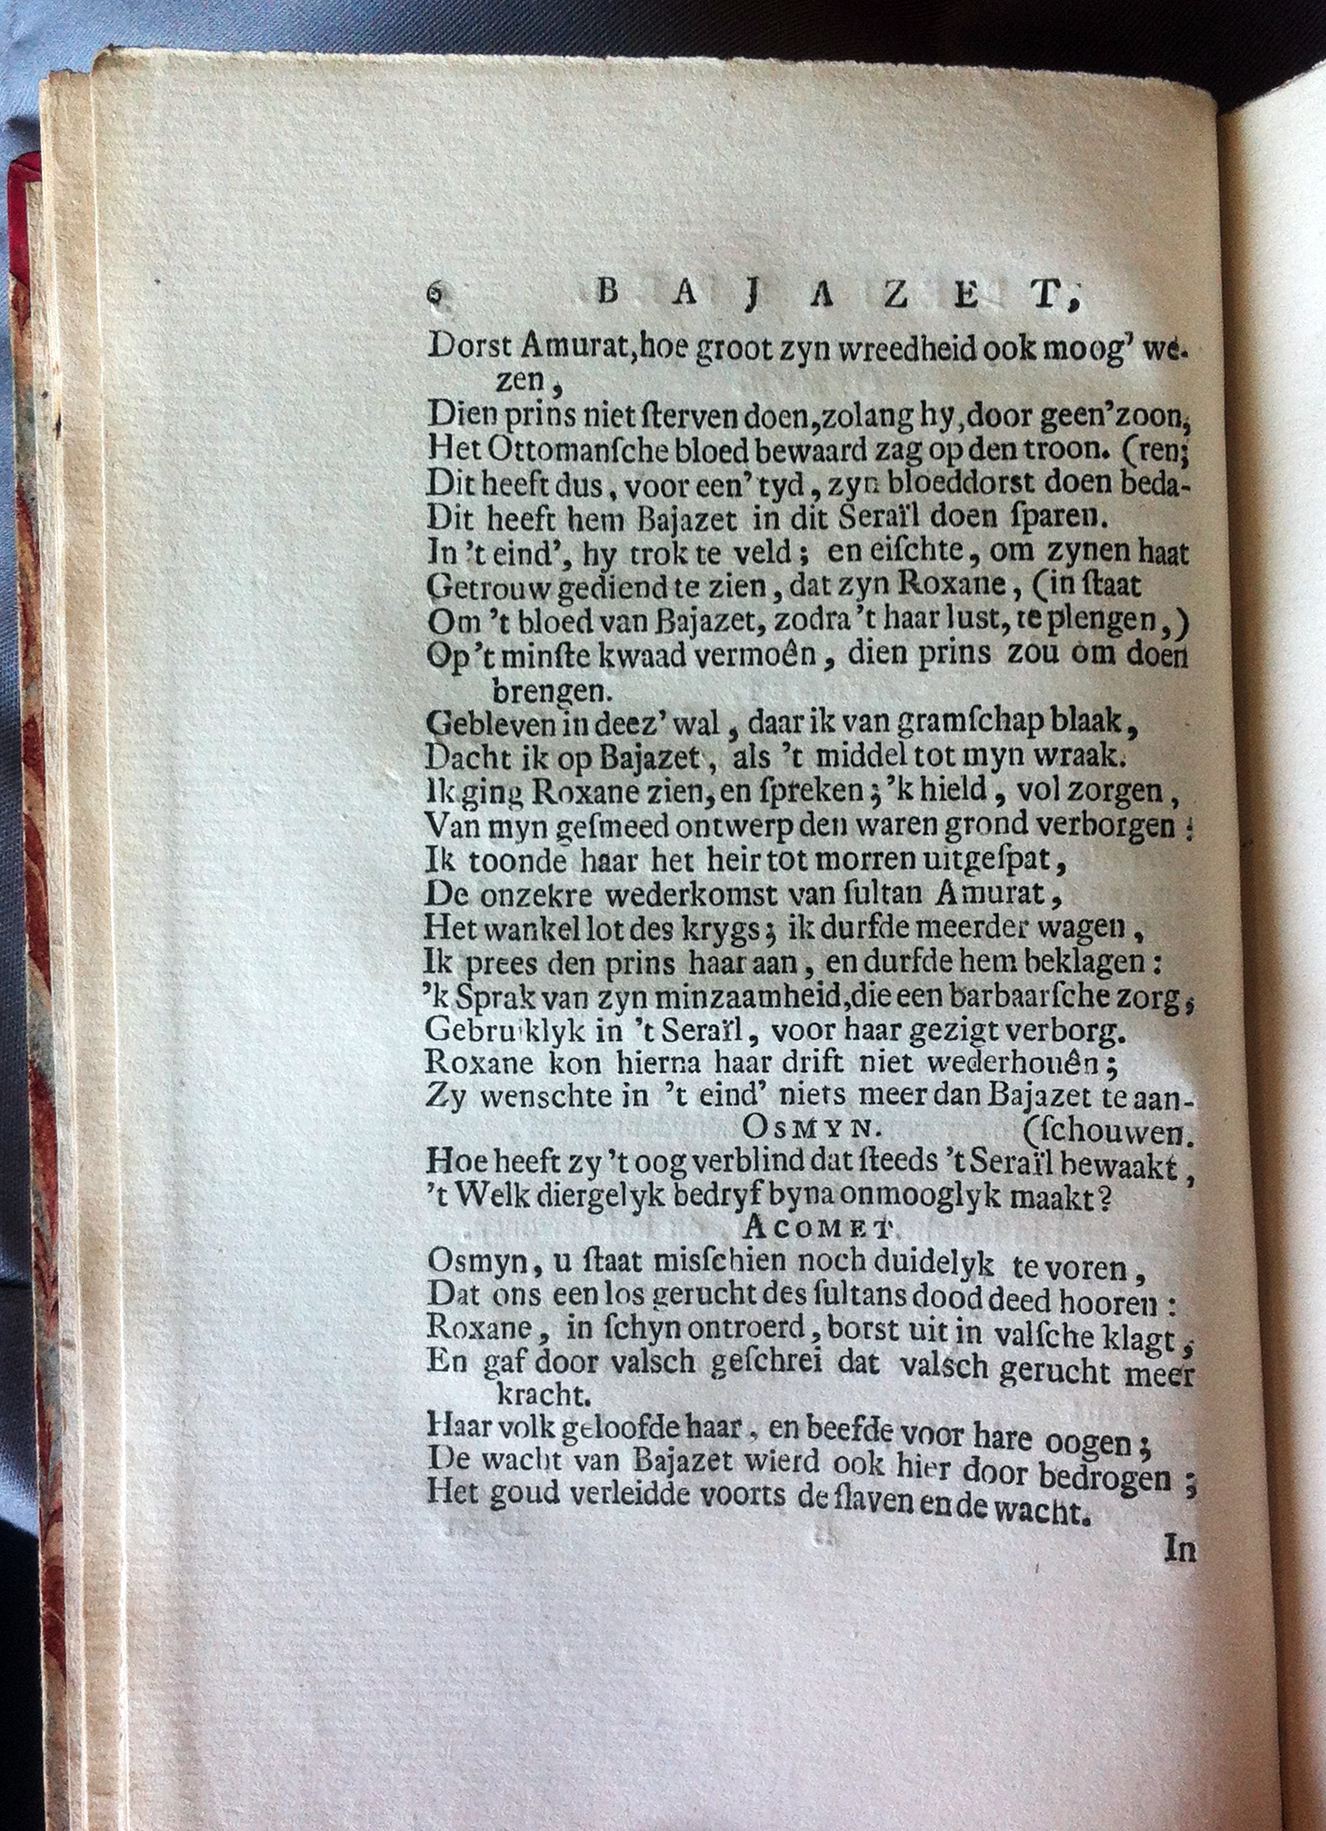 6 BAJAZET,
Dorst Amurat, hoe groot zyn wreedheid ook moog' we-
zen,
Dien prins niet ſterven doen, zolang hy, door geen' zoon,
Het Ottomanſche bloed bewaard zag op den troon. (ren;
Dit heeft dus, voor een' tyd, zyn bloeddorst doen beda-
Dit heeft hem Bajazet in dit Seraïl doen ſparen.
In 't eind', hy trok te veld; en eiſchte, om zynen haat
Getrouw gediend te zien, dat zyn Roxane, (in ſtaat
Om 't bloed van Bajazet, zodra 't haar lust, te plengen,)
Op 't minſte kwaad vermoên, dien prins zou om doen
brengen.
Gebleven in deez' wal, daar ik van gramſchap blaak,
Dacht ik op Bajazet, als 't middel tot myn wraak.
Ik ging Roxane zien, en ſpreken; 'k hield, vol zorgen,
Van myn geſmeed ontwerp den waren grond verborgen:
Ik toonde haar het heir tot morren uitgeſpat,
De onzekre wederkomst van ſultan Amurat,
Het wankel lot des krygs; ik durfde meerder wagen,
Ik prees den prins haar aan, en durfde hem beklagen:
'k Sprak van zyn minzaamheid, die een barbaarſche zorg,
Gebruiklyk in 't Seraïl, voor haar gezigt verborg.
Roxane kon hierna haar drift niet wederhouên;
Zy wenschte in 't eind' niets meer dan Bajazet te aan-
OSMYN. (ſchouwen.
Hoe heeft zy 't oog verblind dat ſteeds 't Seraïl bewaakt,
't Welk diergelyk bedryf byna onmooglyk maakt?
ACOMET.
Osmyn, u ſtaat misſchien noch duidelyk te voren,
Dat ons een los gerucht des ſultans dood deed hooren:
Roxane, in ſchyn ontroerd, borst uit in valſche klagt,
En gaf door valsch geſchrei dat valsch gerucht meer
kracht.
Haar volk geloofde haar, en beefde voor hare oogen;
De wacht van Bajazet wierd ook hier door bedrogen;
Het goud verleidde voorts de ſlaven en de wacht.
In